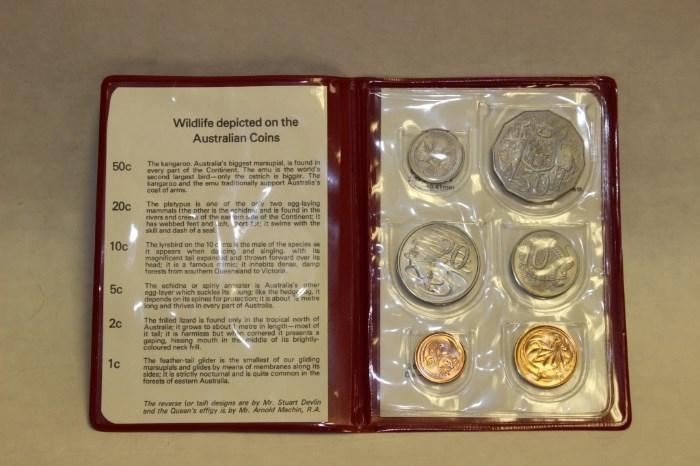 Wildlife depicted on the
Australian Coins
50c
The kangaroo. Australia's biggest marsupial, is found in
every part of the Continent. The emu is the world's
second largest bird—only the ostrich is bigger. The
kangaroo and the emu traditionally support Australia's
coat of arms.
20c
The platypus is one of the only two egg-laying
mammals (the other is the echidna) and is found in the
rivers and creeks of the eastern side of the Continent; it
has webbed feet and soft, short fur; it swims with the
skill and dash of a seal.
10c
The lyrebird on the 10 cents is the male of the species as
it appears when dancing and singing, with its
magnificent tail expanded and thrown forward over its
head; it is a famous mimic; it inhabits dense, damp
forests from southern Queensland to Victoria.
5c
The echidna or spiny anteater is Australia's other
egg-layer which suckles its young; like the hedgehog, it
depends on its spines for protection; it is about ½ metre
long and thrives in every part of Australia.
2c
The frilled lizard is found only in the tropical north of
Australia; it grows to about 1 metre in length—most of
it tail; it is harmless but when cornered it presents a
gaping, hissing mouth in the middle of its brightly-
coloured neck frill.
1c
The feather-tail glider is the smallest of our gliding
marsupials and glides by means of membranes along its
sides; it is strictly nocturnal and is quite common in the
forests of eastern Australia.
The reverse (or tail) designs are by Mr. Stuart Devlin
and the Queen's effigy is by Mr. Arnold Machin, R.A.
50
20
10